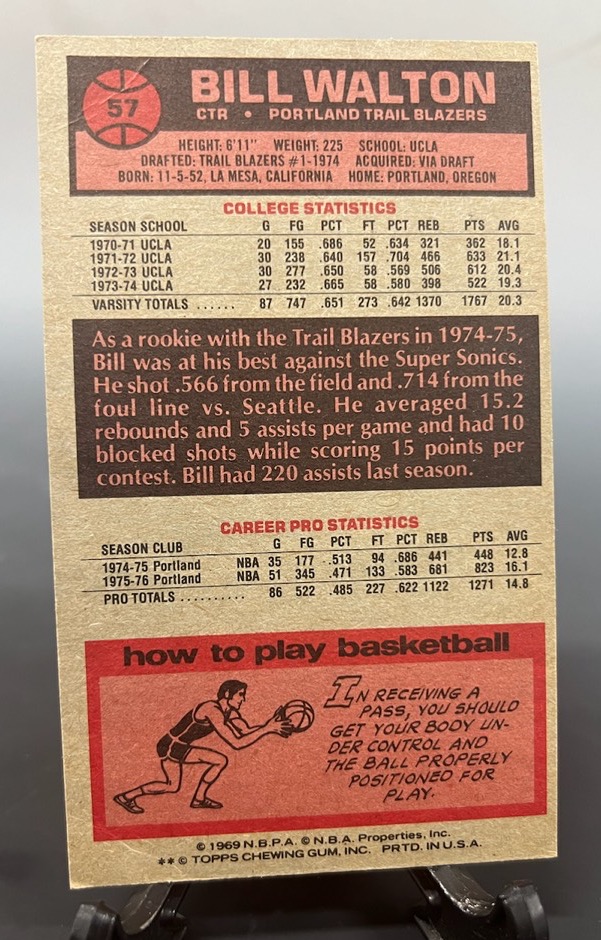 57
BILL WALTON
CTR • PORTLAND TRAIL BLAZERS
HEIGHT: 6'11" WEIGHT: 225 SCHOOL: UCLA
DRAFTED: TRAIL BLAZERS #1-1974 ACQUIRED: VIA DRAFT
BORN: 11-5-52, LA MESA, CALIFORNIA HOME: PORTLAND, OREGON
COLLEGE STATISTICS
SEASON SCHOOL G FG PCT FT PCT REB PTS AVG
1970-71 UCLA 20 155 .686 52 .634 321 362 18.1
1971-72 UCLA 30 238 .640 157 .704 466 633 21.1
1972-73 UCLA 30 277 .650 58 .569 506 612 20.4
1973-74 UCLA 27 232 .665 58 .580 398 522 19.3
VARSITY TOTALS ...... 87 747 .651 273 .642 1370 1767 20.3
As a rookie with the Trail Blazers in 1974-75,
Bill was at his best against the Super Sonics.
He shot .566 from the field and .714 from the
foul line vs. Seattle. He averaged 15.2
rebounds and 5 assists per game and had 10
blocked shots while scoring 15 points per
contest. Bill had 220 assists last season.
CAREER PRO STATISTICS
SEASON CLUB G FG PCT FT PCT REB PTS AVG
1974-75 Portland NBA 35 177 .513 94 .686 441 448 12.8
1975-76 Portland NBA 51 345 .471 133 .583 681 823 16.1
PRO TOTALS .......... 86 522 .485 227 .622 1122 1271 14.8
how to play basketball
IN RECEIVING A
PASS, YOU SHOULD
GET YOUR BODY UN-
DER CONTROL AND
THE BALL PROPERLY
POSITIONED FOR
PLAY.
© 1969 N.B.P.A. © N.B.A. Properties, Inc.
** © TOPPS CHEWING GUM, INC. PRTD. IN U.S.A.